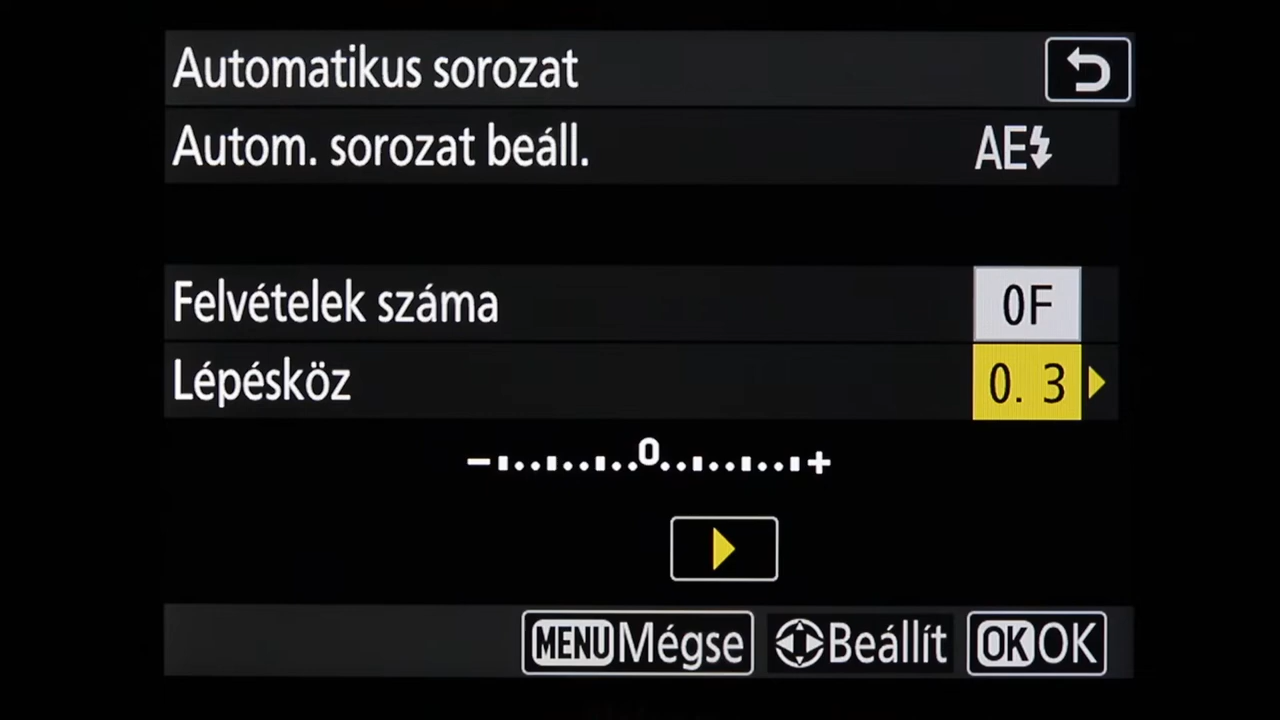 Automatikus sorozat
Autom. sorozat beáll. AE
Felvételek száma 0F
Lépésköz 0. 3
− 0 +
MENU Mégse Beállít OK OK